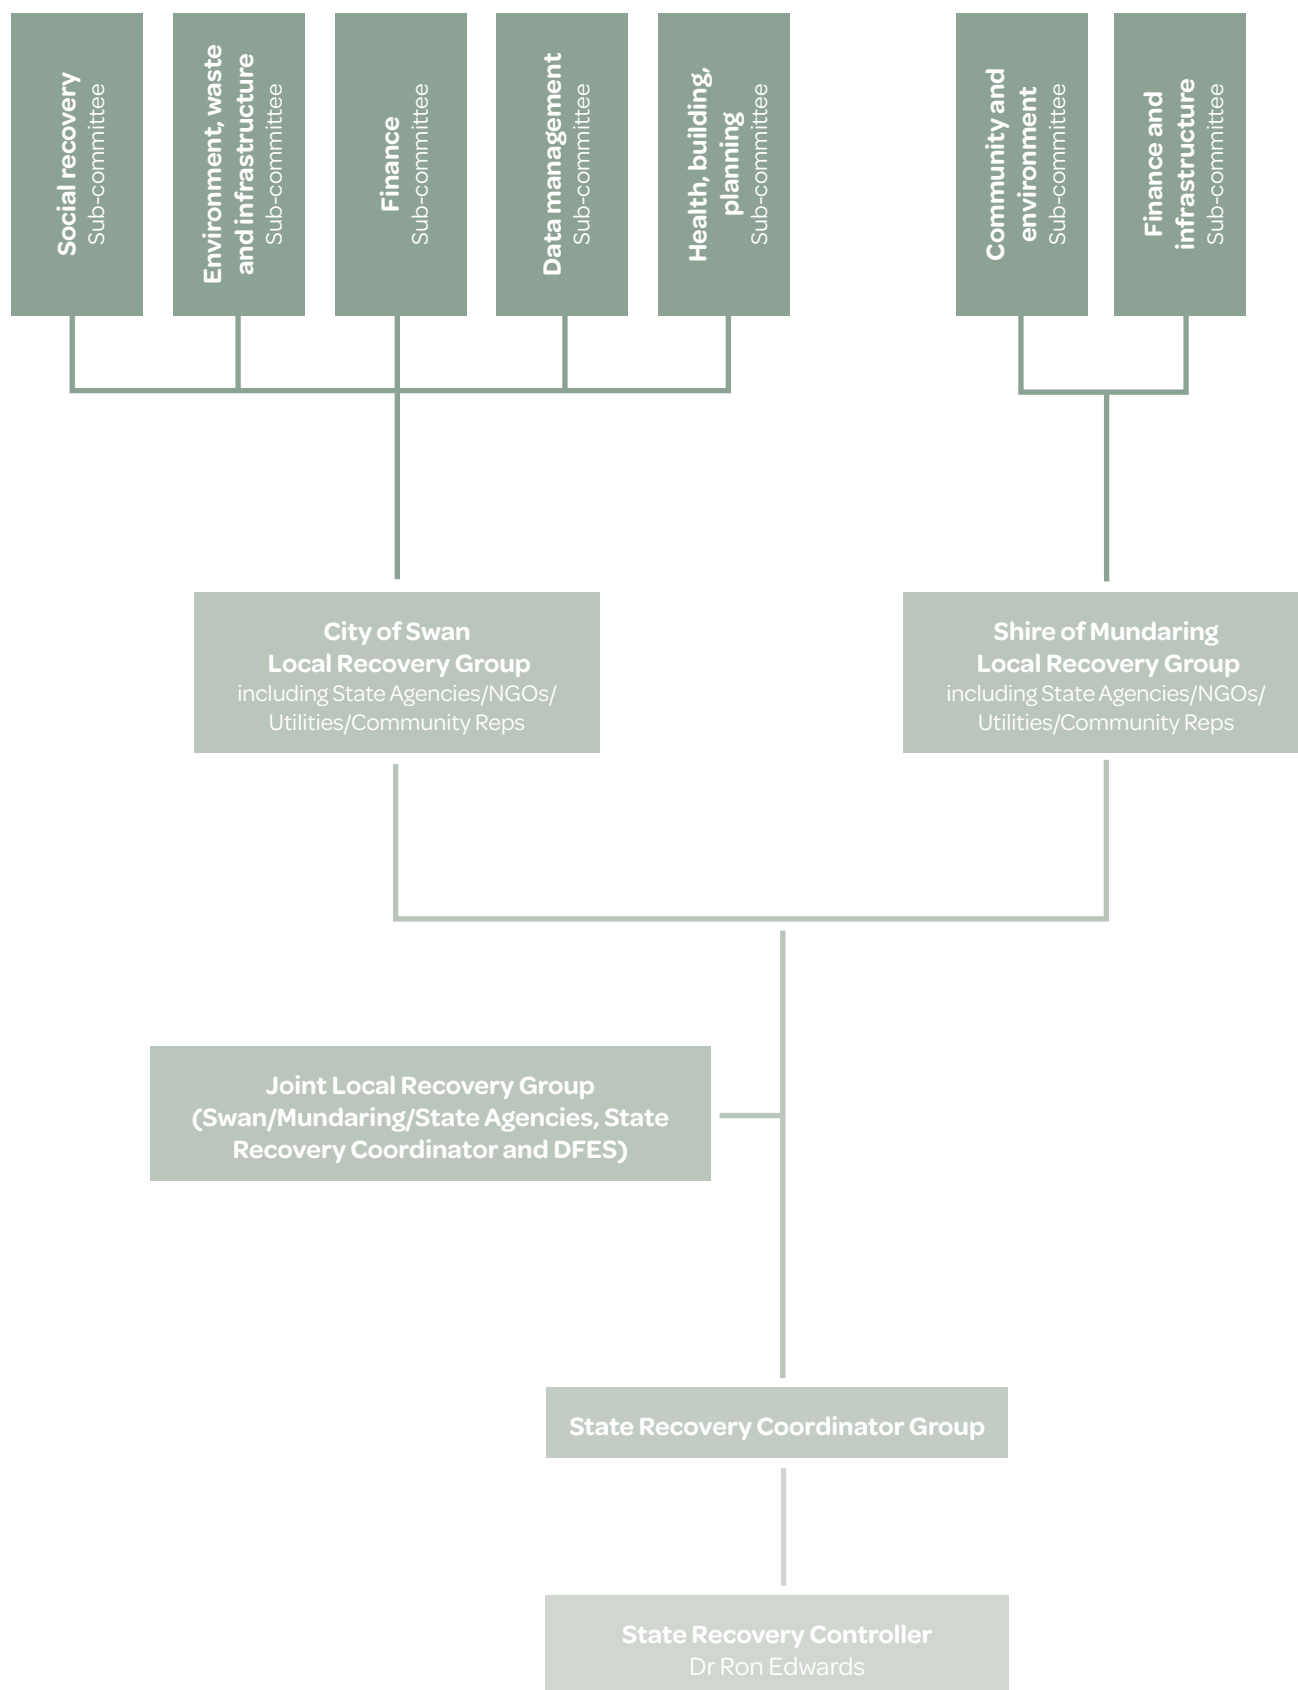 Social recovery
Sub-committee
Environment, waste
and infrastructure
Sub-committee
Finance
Sub-committee
Data management
Sub-committee
Health, building,
planning
Sub-committee
Community and
environment
Sub-committee
Finance and
infrastructure
Sub-committee
City of Swan
Local Recovery Group
including State Agencies/NGOs/
Utilities/Community Reps
Shire of Mundaring
Local Recovery Group
including State Agencies/NGOs/
Utilities/Community Reps
Joint Local Recovery Group
(Swan/Mundaring/State Agencies, State
Recovery Coordinator and DFES)
State Recovery Coordinator Group
State Recovery Controller
Dr Ron Edwards